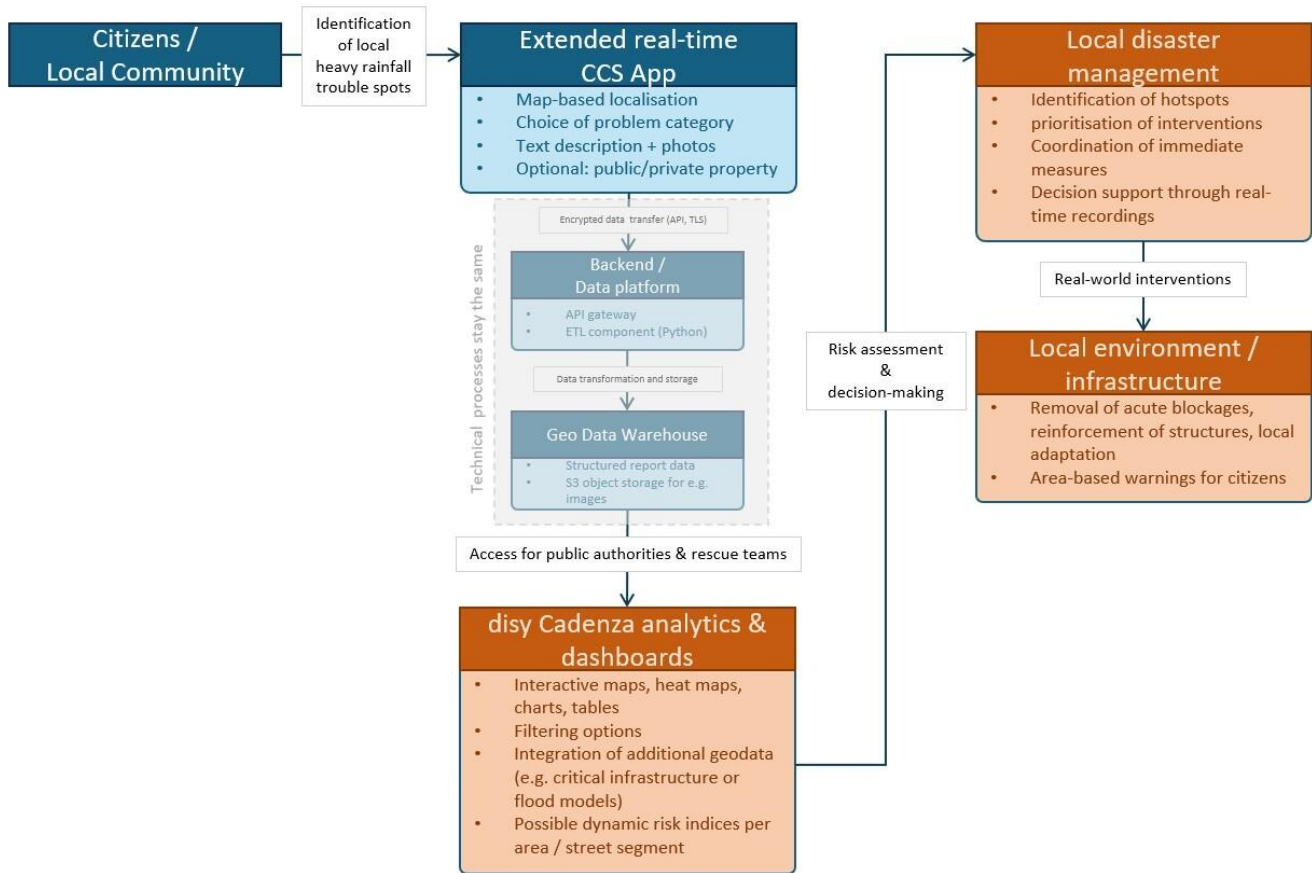 Citizens /
Local Community
Identification
of local
heavy rainfall
trouble spots
Extended real-time
CCS App
• Map-based localisation
• Choice of problem category
• Text description + photos
• Optional: public/private property
Technical processes stay the same
Encrypted data transfer (API, TLS)
Backend /
Data platform
• API gateway
• ETL component (Python)
Data transformation and storage
Geo Data Warehouse
• Structured report data
• S3 object storage for e.g.
images
Access for public authorities & rescue teams
disy Cadenza analytics &
dashboards
• Interactive maps, heat maps,
charts, tables
• Filtering options
• Integration of additional geodata
(e.g. critical infrastructure or
flood models)
• Possible dynamic risk indices per
area / street segment
Risk assessment
&
decision-making
Local disaster
management
• Identification of hotspots
• prioritisation of interventions
• Coordination of immediate
measures
• Decision support through real-
time recordings
Real-world interventions
Local environment /
infrastructure
• Removal of acute blockages,
reinforcement of structures, local
adaptation
• Area-based warnings for citizens